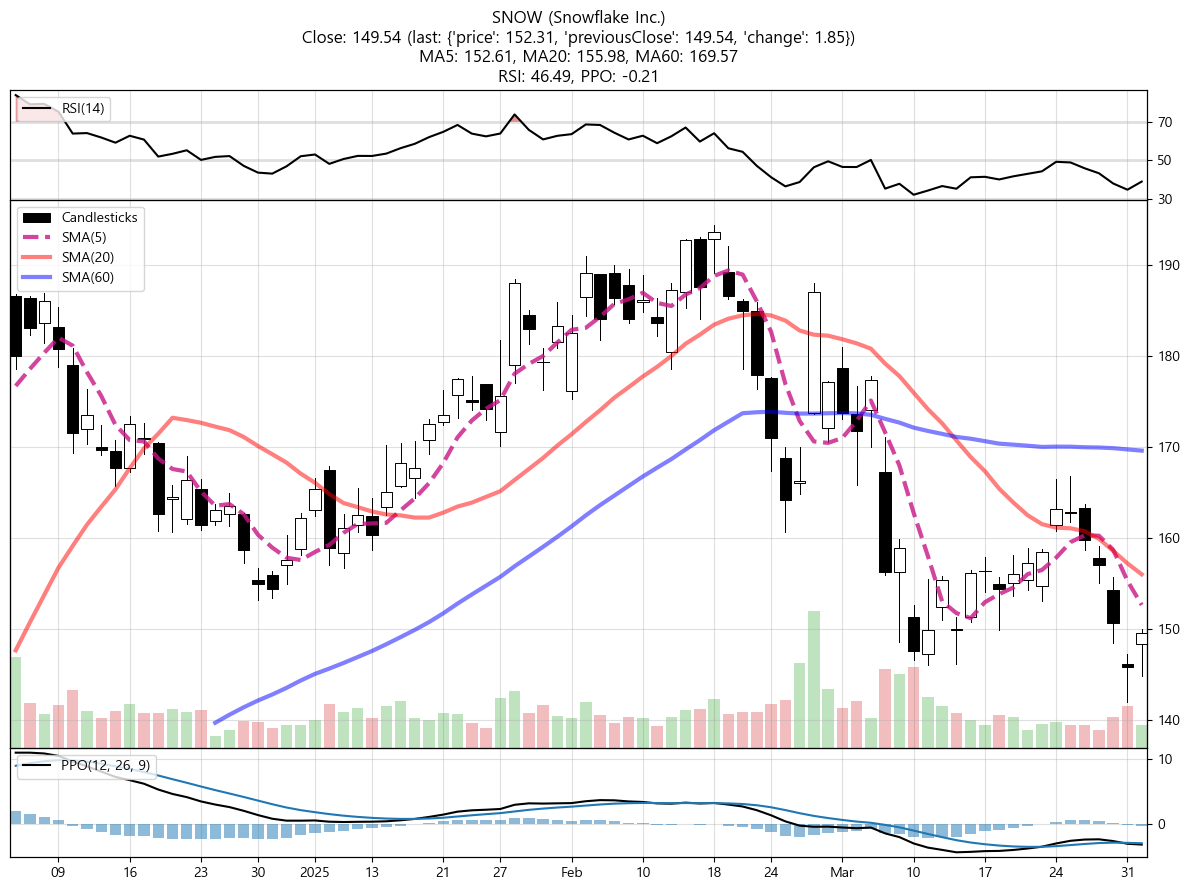 SNOW (Snowflake Inc.)
Close: 149.54 (last: {'price': 152.31, 'previousClose': 149.54, 'change': 1.85})
MA5: 152.61, MA20: 155.98, MA60: 169.57
RSI: 46.49, PPO: -0.21
RSI(14)
70
50
30
Candlesticks
SMA(5)
SMA(20)
SMA(60)
190
180
170
160
150
140
PPO(12, 26, 9)
10
0
09 16 23 30 2025 13 21 27 Feb 10 18 24 Mar 10 17 24 31